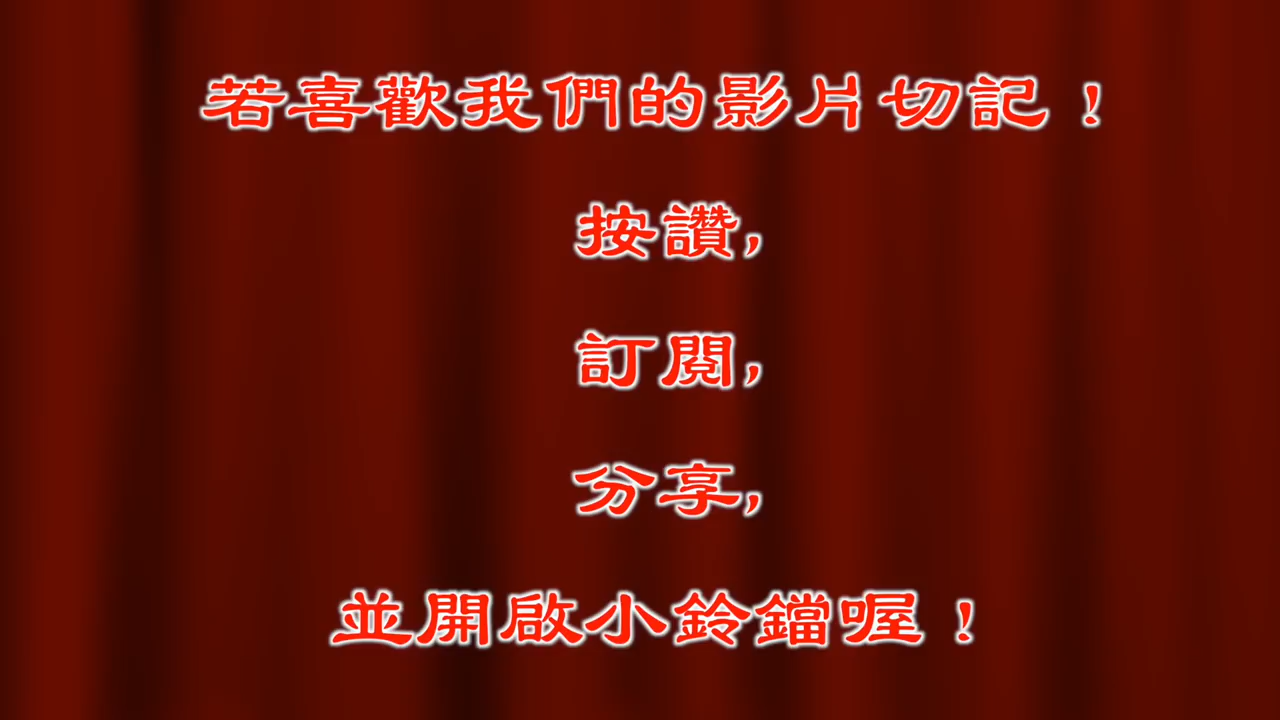 若喜歡我們的影片切記！
按讚,
訂閱,
分享,
並開啟小鈴鐺喔！